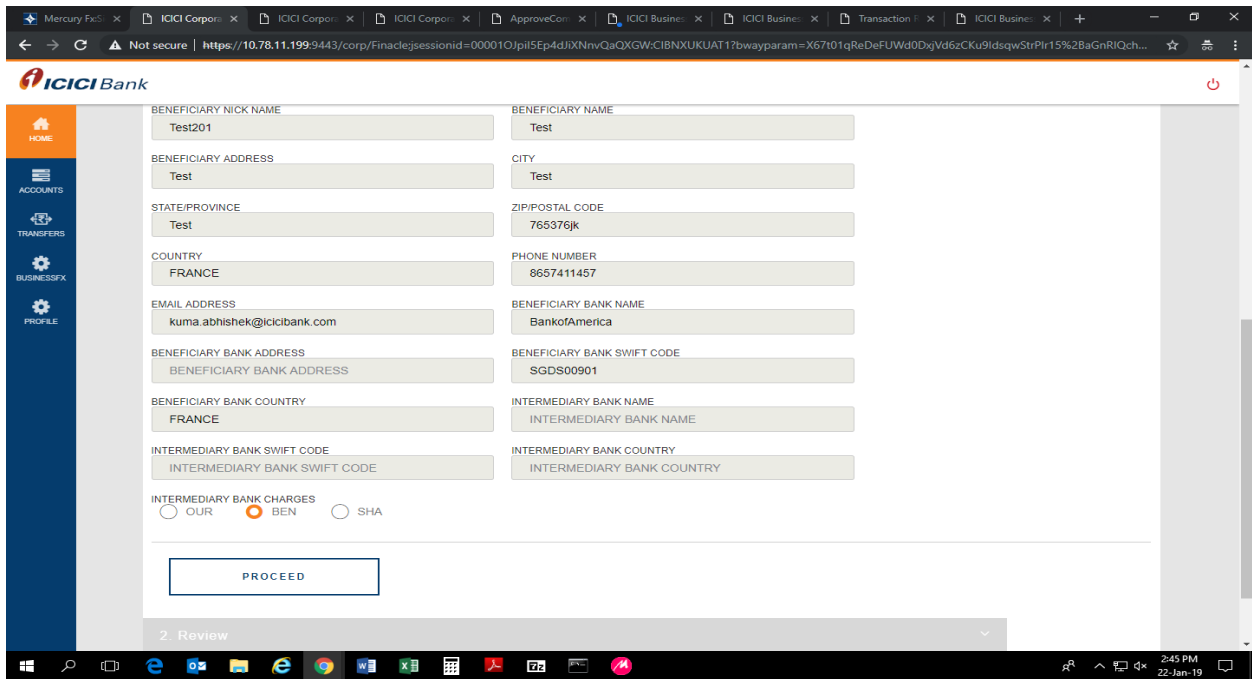 Mercury Fx:S
ICICI Corpora
ICICI Corpora
ICICI Corpora
ApproveCom
ICICI Busines
ICICI Busines
Transaction R
ICICI Busines
Not secure | https://10.78.11.199:9443/corp/Finacle;jsessionid=00001OJpiI5Ep4dJiXNnvQaQXGW:CIBNXUKUAT1?bwayparam=X67t01qReDeFUWd0DxjVd6zCKu9IdsqwStrPIr15%2BaGnRIQch...
ICICI Bank
HOME
ACCOUNTS
TRANSFERS
BUSINESSFX
PROFILE
BENEFICIARY NICK NAME BENEFICIARY NAME
Test201 Test
BENEFICIARY ADDRESS CITY
Test Test
STATE/PROVINCE ZIP/POSTAL CODE
Test 765376jk
COUNTRY PHONE NUMBER
FRANCE 8657411457
EMAIL ADDRESS BENEFICIARY BANK NAME
kuma.abhishek@icicibank.com BankofAmerica
BENEFICIARY BANK ADDRESS BENEFICIARY BANK SWIFT CODE
BENEFICIARY BANK ADDRESS SGDS00901
BENEFICIARY BANK COUNTRY INTERMEDIARY BANK NAME
FRANCE INTERMEDIARY BANK NAME
INTERMEDIARY BANK SWIFT CODE INTERMEDIARY BANK COUNTRY
INTERMEDIARY BANK SWIFT CODE INTERMEDIARY BANK COUNTRY
INTERMEDIARY BANK CHARGES
OUR BEN SHA
PROCEED
2. Review
2:45 PM
22-Jan-19